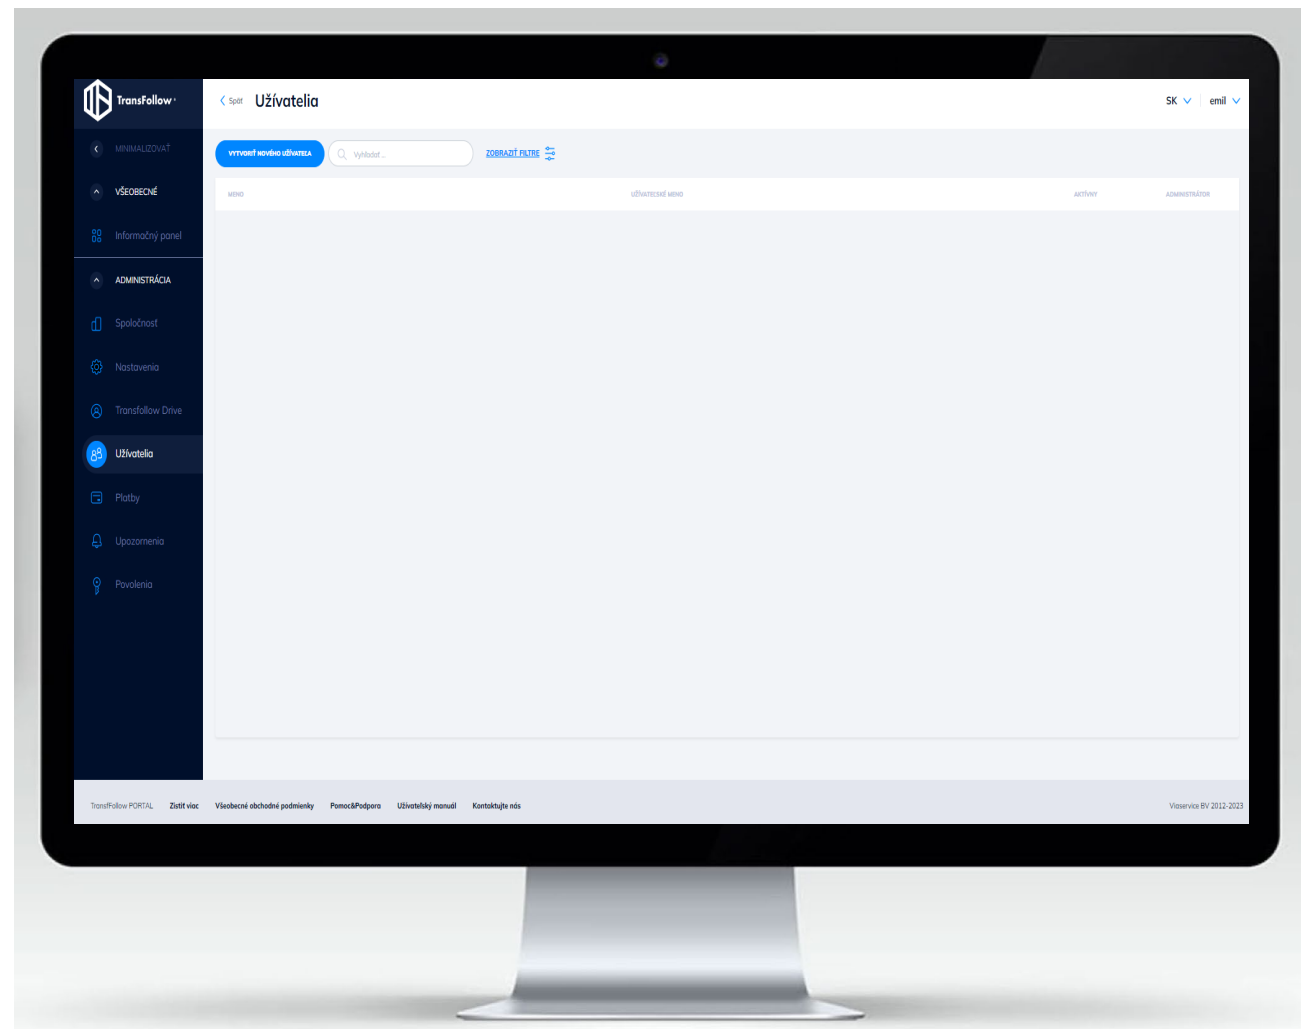 TransFollow
Späť Užívatelia
SK emil
MINIMALIZOVAŤ
VŠEOBECNÉ
Informačný panel
ADMINISTRÁCIA
Spoločnosť
Nastavenia
Transfollow Drive
Užívatelia
Platby
Upozornenia
Povolenia
VYTVORIŤ NOVÉHO UŽÍVATEĽA
Vyhľadať ...
ZOBRAZIŤ FILTRE
MENO UŽÍVATEĽSKÉ MENO AKTÍVNY ADMINISTRÁTOR
TransfFollow PORTAL Zistiť viac Všeobecné obchodné podmienky Pomoc&Podpora Užívateľský manuál Kontaktujte nás Viaservice BV 2012-2023